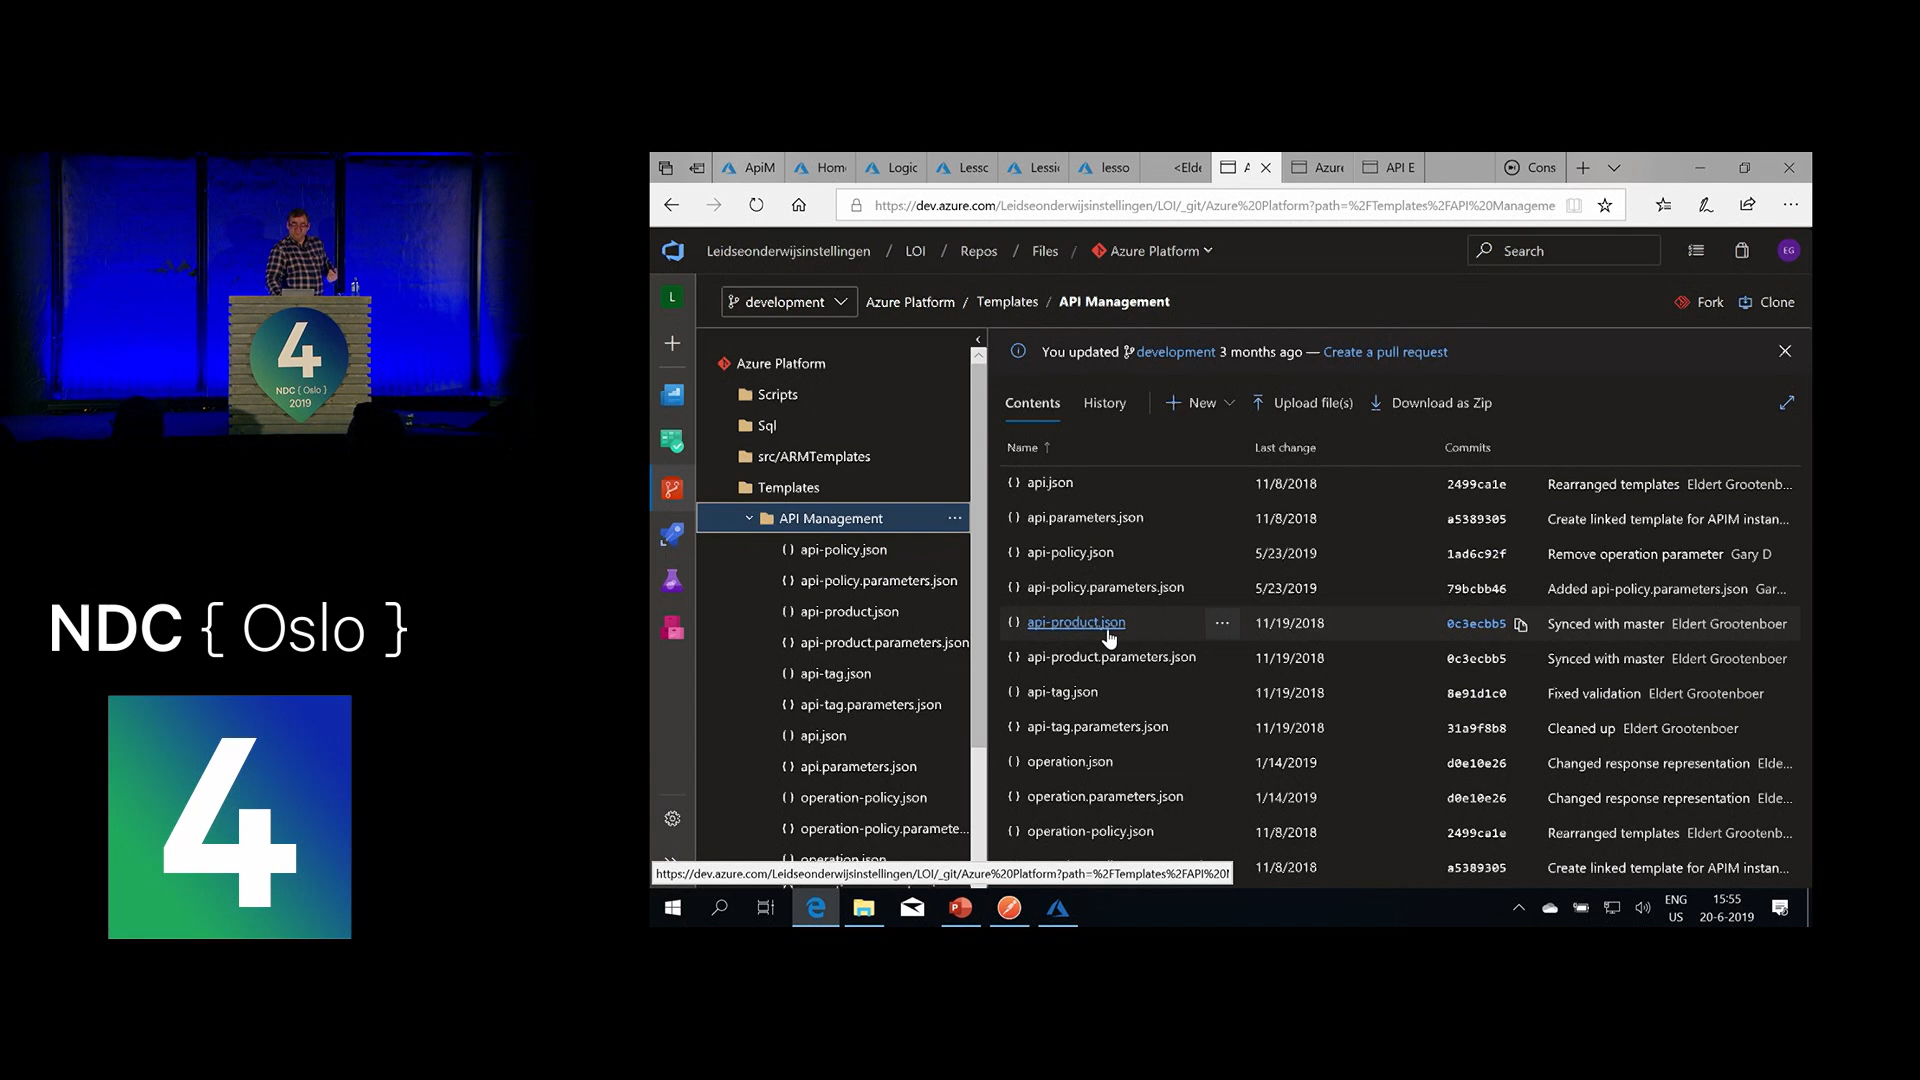 4
NDC { Oslo }
2019
NDC { Oslo }
4
ApiM
Hom
Logic
Lessc
Lessic
lesso
<Elde
A
Azure
API E
Cons
https://dev.azure.com/Leidseonderwijsinstellingen/LOI/_git/Azure%20Platform?path=%2FTemplates%2FAPI%20Manageme
Leidseonderwijsinstellingen / LOI / Repos / Files / Azure Platform
Search
EG
L
development
Azure Platform / Templates / API Management
Fork
Clone
Azure Platform
Scripts
Sql
src/ARMTemplates
Templates
API Management
api-policy.json
api-policy.parameters.json
api-product.json
api-product.parameters.json
api-tag.json
api-tag.parameters.json
api.json
api.parameters.json
operation-policy.json
operation-policy.paramete...
operation.json
You updated development 3 months ago — Create a pull request
Contents History New Upload file(s) Download as Zip
Name Last change Commits
api.json 11/8/2018 2499ca1e Rearranged templates Eldert Grootenb...
api.parameters.json 11/8/2018 a5389305 Create linked template for APIM instan...
api-policy.json 5/23/2019 1ad6c92f Remove operation parameter Gary D
api-policy.parameters.json 5/23/2019 79bcbb46 Added api-policy.parameters.json Gar...
api-product.json ... 11/19/2018 0c3ecbb5 Synced with master Eldert Grootenboer
api-product.parameters.json 11/19/2018 0c3ecbb5 Synced with master Eldert Grootenboer
api-tag.json 11/19/2018 8e91d1c0 Fixed validation Eldert Grootenboer
api-tag.parameters.json 11/19/2018 31a9f8b8 Cleaned up Eldert Grootenboer
operation.json 1/14/2019 d0e10e26 Changed response representation Elde...
operation.parameters.json 1/14/2019 d0e10e26 Changed response representation Elde...
operation-policy.json 11/8/2018 2499ca1e Rearranged templates Eldert Grootenb...
11/8/2018 a5389305 Create linked template for APIM instan...
https://dev.azure.com/Leidseonderwijsinstellingen/LOI/_git/Azure%20Platform?path=%2FTemplates%2FAPI%20
ENG
US
15:55
20-6-2019